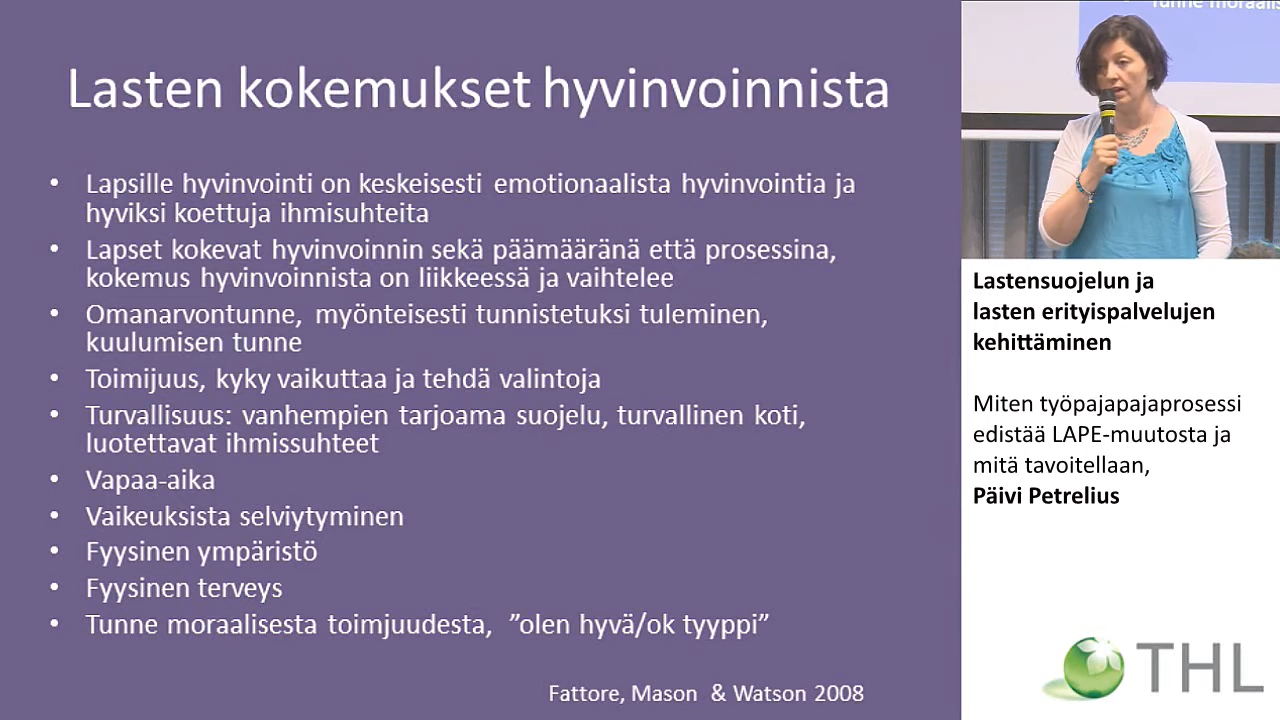 Lasten kokemukset hyvinvoinnista
• Lapsille hyvinvointi on keskeisesti emotionaalista hyvinvointia ja
hyviksi koettuja ihmisuhteita
• Lapset kokevat hyvinvoinnin sekä päämääränä että prosessina,
kokemus hyvinvoinnista on liikkeessä ja vaihtelee
• Omanarvontunne, myönteisesti tunnistetuksi tuleminen,
kuulumisen tunne
• Toimijuus, kyky vaikuttaa ja tehdä valintoja
• Turvallisuus: vanhempien tarjoama suojelu, turvallinen koti,
luotettavat ihmissuhteet
• Vapaa-aika
• Vaikeuksista selviytyminen
• Fyysinen ympäristö
• Fyysinen terveys
• Tunne moraalisesta toimjuudesta, ”olen hyvä/ok tyyppi”
Fattore, Mason & Watson 2008
Tunne
Lastensuojelun ja
lasten erityispalvelujen
kehittäminen
Miten työpajapajaprosessi
edistää LAPE-muutosta ja
mitä tavoitellaan,
Päivi Petrelius
THL